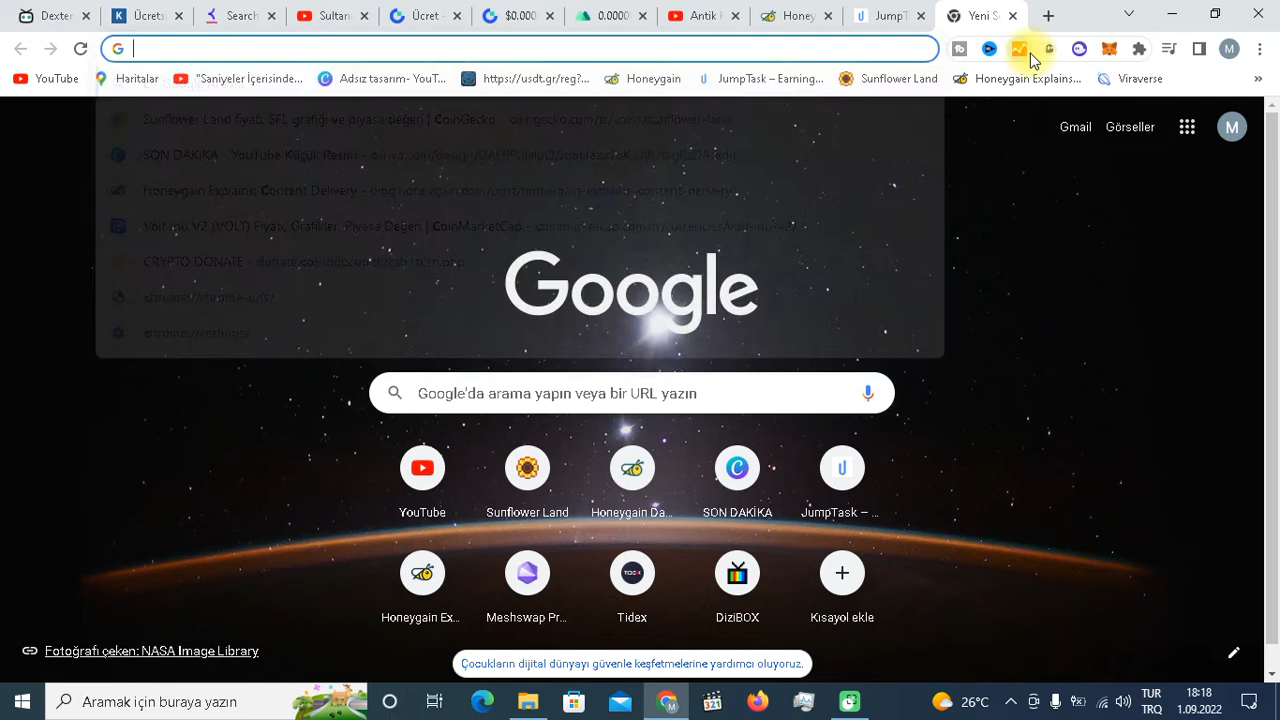 Dexter
Ücrets
Search
Sultan
Ücret -
$0.000
0.0000
Antik
Honey
JumpT
Yeni S
YouTube
Haritalar
"Saniyeler İçerisinde...
Adsız tasarım- YouT...
https://usdt.gr/reg?...
Honeygain
JumpTask – Earning...
Sunflower Land
Honeygain Explains...
Viraverse
»
Sunflower Land fiyatı, SFL grafiği ve piyasa değeri | CoinGecko -
SON DAKİKA - YouTube Küçük Resmi -
Honeygain Explains: Content Delivery -
Volt Inu V2 (VOLT) Fiyatı, Grafikler, Piyasa Değeri | CoinMarketCap -
CRYPTO DONATE -
chrome://settings/
Gmail
Görseller
M
Google
Google'da arama yapın veya bir URL yazın
YouTube
Sunflower Land
Honeygain Da...
SON DAKİKA
JumpTask – ...
Honeygain Ex...
Meshswap Pr...
Tidex
DiziBOX
Kısayol ekle
Fotoğrafı çeken: NASA Image Library
Çocukların dijital dünyayı güvenle keşfetmelerine yardımcı oluyoruz.
Aramak için buraya yazın
26°C
TUR
TRQ
18:18
1.09.2022